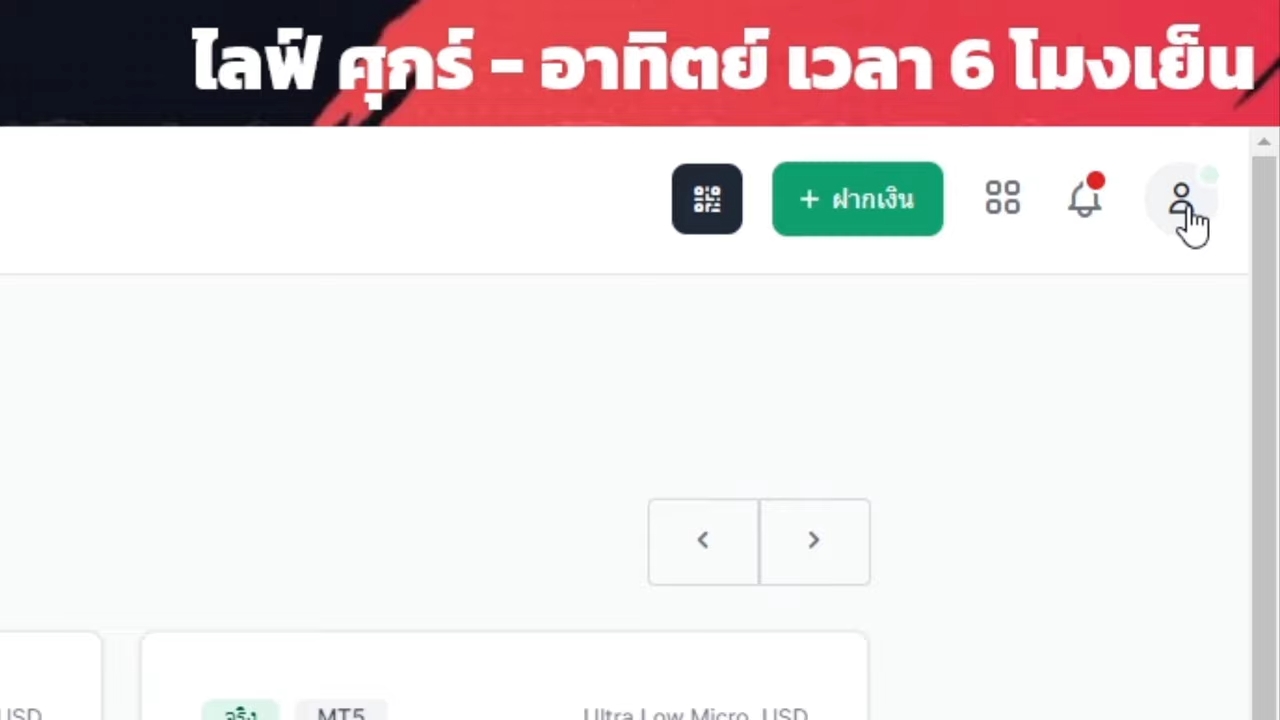 ไลฟ์ ศุกร์ - อาทิตย์ เวลา 6 โมงเย็น
+ ฝากเงิน
USD
จริง MT5 Ultra Low Micro, USD